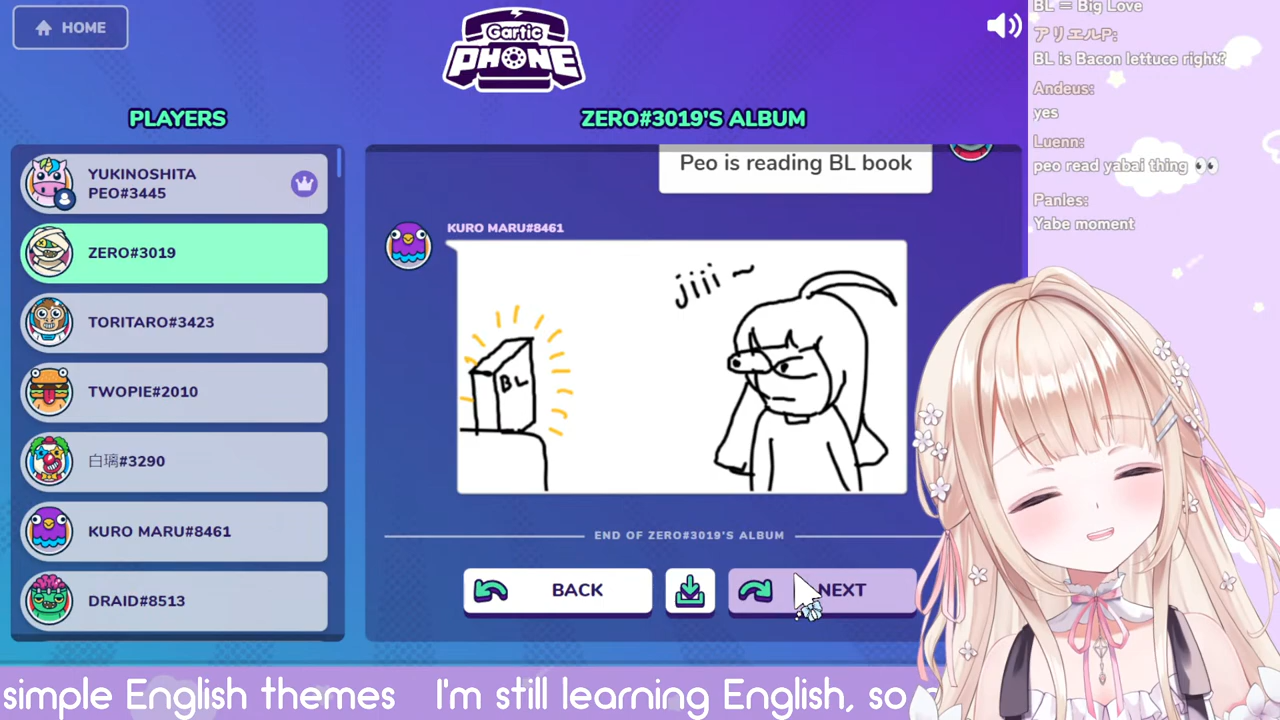 HOME
Gartic
PHONE
PLAYERS
ZERO#3019'S ALBUM
YUKINOSHITA
PEO#3445
ZERO#3019
TORITARO#3423
TWOPIE#2010
白璃#3290
KURO MARU#8461
DRAID#8513
Peo is reading BL book
KURO MARU#8461
jiii ~
BL
END OF ZERO#3019'S ALBUM
BACK
NEXT
BL = Big Love
アリエルP:
BL is Bacon lettuce right?
Andeus:
yes
Luenn:
peo read yabai thing 👀
Panles:
Yabe moment
simple English themes I'm still learning English, so